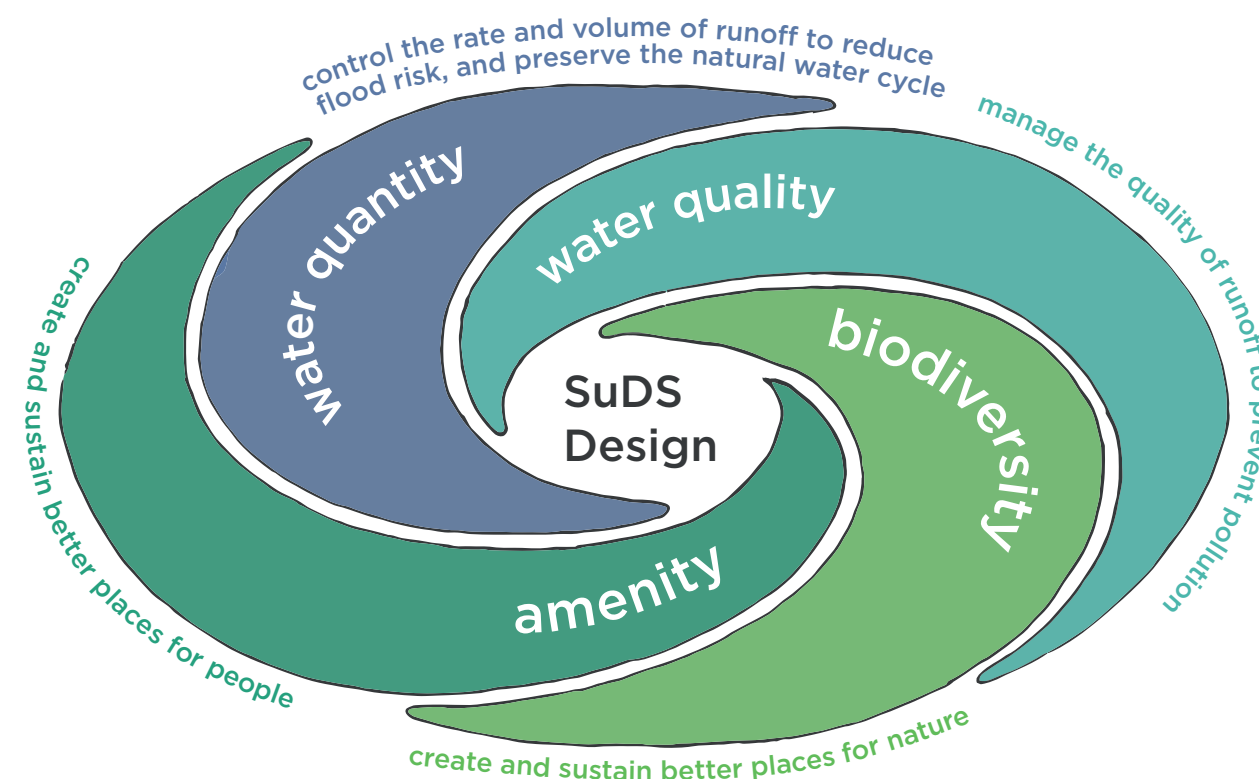 control the rate and volume of runoff to reduce
flood risk, and preserve the natural water cycle
manage the quality of runoff to prevent pollution
water quantity
water quality
biodiversity
SuDS
Design
amenity
create and sustain better places for people
create and sustain better places for nature